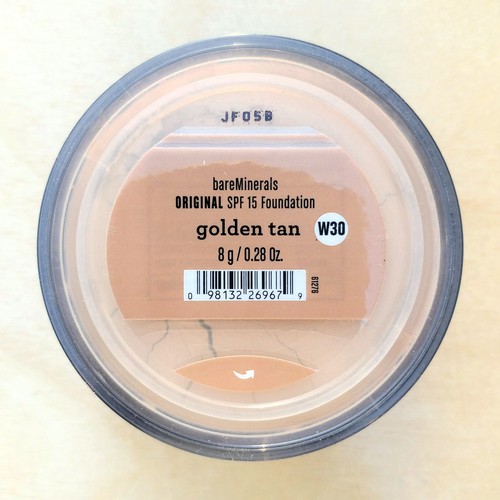 JF05B
bareMinerals
ORIGINAL SPF 15 Foundation
golden tan W30
8 g / 0.28 Oz.
0 98132 26967 9
61276